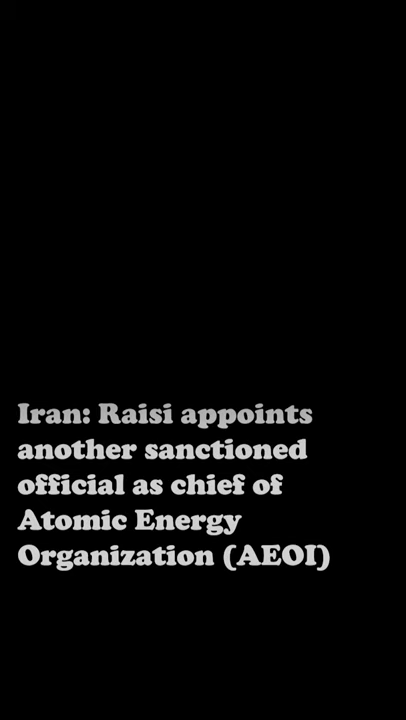 Iran: Raisi appoints
another sanctioned
official as chief of
Atomic Energy
Organization (AEOI)